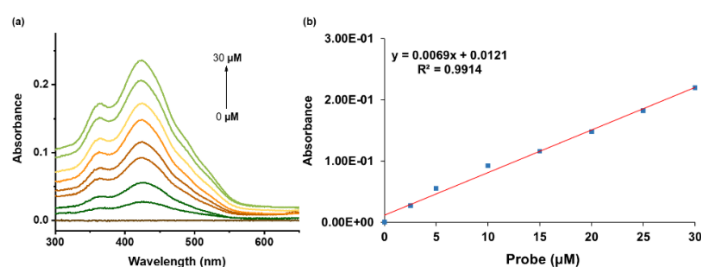 (a)
30 µM
0 µM
Absorbance
0.2
0.1
0.0
300 400 500 600
Wavelength (nm)
(b)
y = 0.0069x + 0.0121
R² = 0.9914
Absorbance
3.00E-01
2.00E-01
1.00E-01
0.00E+00
0 5 10 15 20 25 30
Probe (µM)